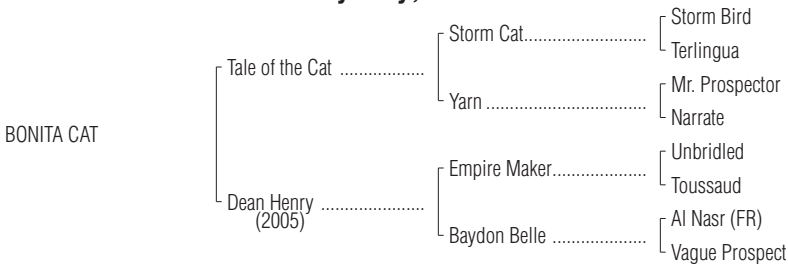 Storm Bird
Storm Cat....................
Terlingua
Tale of the Cat ..................
Mr. Prospector
Yarn ..........................
Narrate
BONITA CAT
Unbridled
Empire Maker...............
Toussaud
Dean Henry ......................
(2005)
Al Nasr (FR)
Baydon Belle ...............
Vague Prospect